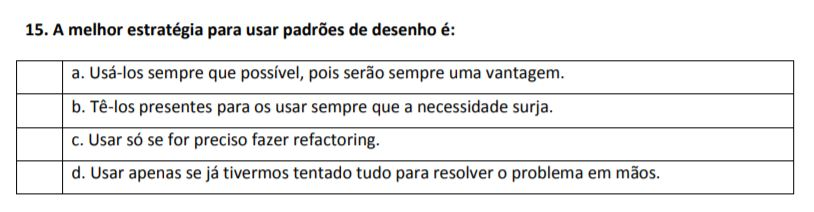 15. A melhor estratégia para usar padrões de desenho é:
a. Usá-los sempre que possível, pois serão sempre uma vantagem.
b. Tê-los presentes para os usar sempre que a necessidade surja.
c. Usar só se for preciso fazer refactoring.
d. Usar apenas se já tivermos tentado tudo para resolver o problema em mãos.